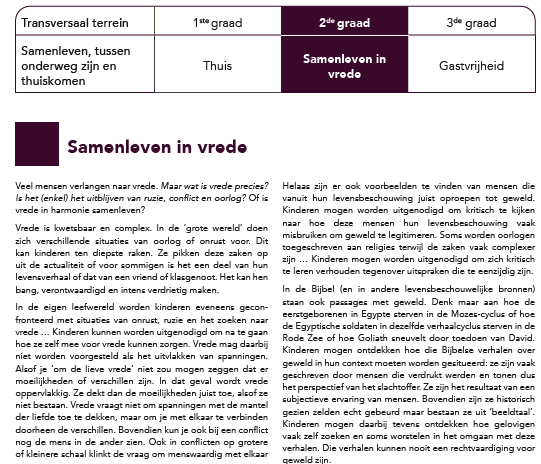 Transversaal terrein 1ste graad 2de graad 3de graad
Samenleven, tussen
onderweg zijn en
thuiskomen
Thuis
Samenleven in
vrede
Gastvrijheid
Samenleven in vrede
Veel mensen verlangen naar vrede. Maar wat is vrede precies?
Is het (enkel) het uitblijven van ruzie, conflict en oorlog? Of is
vrede in harmonie samenleven?
Vrede is kwetsbaar en complex. In de ‘grote wereld’ doen
zich verschillende situaties van oorlog of onrust voor. Dit
kan kinderen ten diepste raken. Ze pikken deze zaken op
uit de actualiteit of voor sommigen is het een deel van hun
levensverhaal of dat van een vriend of klasgenoot. Het kan hen
bang, verontwaardigd en intens verdrietig maken.
In de eigen leefwereld worden kinderen eveneens gecon-
fronteerd met situaties van onrust, ruzie en het zoeken naar
vrede … Kinderen kunnen worden uitgenodigd om na te gaan
hoe ze zelf mee voor vrede kunnen zorgen. Vrede mag daarbij
niet worden voorgesteld als het uitvlakken van spanningen.
Alsof je ‘om de lieve vrede’ niet zou mogen zeggen dat er
moeilijkheden of verschillen zijn. In dat geval wordt vrede
oppervlakkig. Ze dekt dan de moeilijkheden juist toe, alsof ze
niet bestaan. Vrede vraagt niet om spanningen met de mantel
der liefde toe te dekken, maar om je met elkaar te verbinden
doorheen de verschillen. Bovendien kun je ook bij een conflict
nog de mens in de ander zien. Ook in conflicten op grotere
of kleinere schaal klinkt de vraag om menswaardig met elkaar
Helaas zijn er ook voorbeelden te vinden van mensen die
vanuit hun levensbeschouwing juist oproepen tot geweld.
Kinderen mogen worden uitgenodigd om kritisch te kijken
naar hoe deze mensen hun levensbeschouwing vaak
misbruiken om geweld te legitimeren. Soms worden oorlogen
toegeschreven aan religies terwijl de zaken vaak complexer
zijn … Kinderen mogen worden uitgenodigd om zich kritisch
te leren verhouden tegenover uitspraken die te eenzijdig zijn.
In de Bijbel (en in andere levensbeschouwelijke bronnen)
staan ook passages met geweld. Denk maar aan hoe de
eerstgeborenen in Egypte sterven in de Mozes-cyclus of hoe
de Egyptische soldaten in dezelfde verhaalcyclus sterven in de
Rode Zee of hoe Goliath sneuvelt door toedoen van David.
Kinderen mogen ontdekken hoe die Bijbelse verhalen over
geweld in hun context moeten worden gesitueerd: ze zijn vaak
geschreven door mensen die verdrukt werden en tonen dus
het perspectief van het slachtoffer. Ze zijn het resultaat van een
subjectieve ervaring van mensen. Bovendien zijn ze historisch
gezien zelden echt gebeurd maar bestaan ze uit ‘beeldtaal’.
Kinderen mogen daarbij tevens ontdekken hoe gelovigen
vaak zelf zoeken en soms worstelen in het omgaan met deze
verhalen. Die verhalen kunnen nooit een rechtvaardiging voor
geweld zijn.